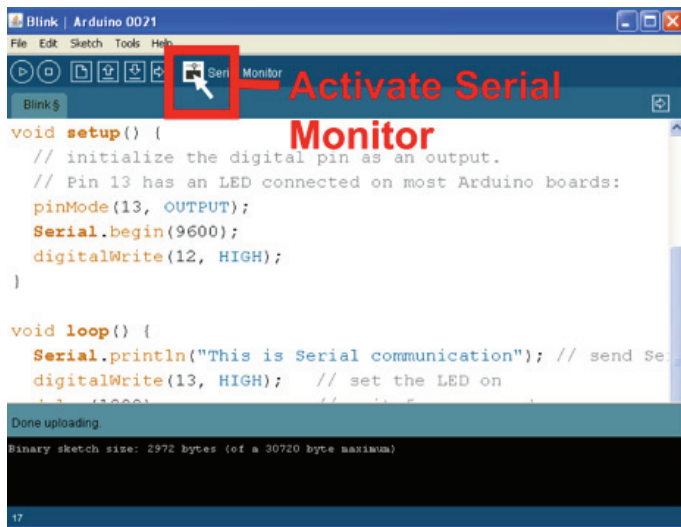 Blink | Arduino 0021
File Edit Sketch Tools Help
Serial Monitor
Activate Serial
Monitor
Blink §
void setup() {
// initialize the digital pin as an output.
// Pin 13 has an LED connected on most Arduino boards:
pinMode(13, OUTPUT);
Serial.begin(9600);
digitalWrite(12, HIGH);
}
void loop() {
Serial.println("This is Serial communication"); // send Se
digitalWrite(13, HIGH); // set the LED on
Done uploading.
Binary sketch size: 2972 bytes (of a 30720 byte maximum)
17